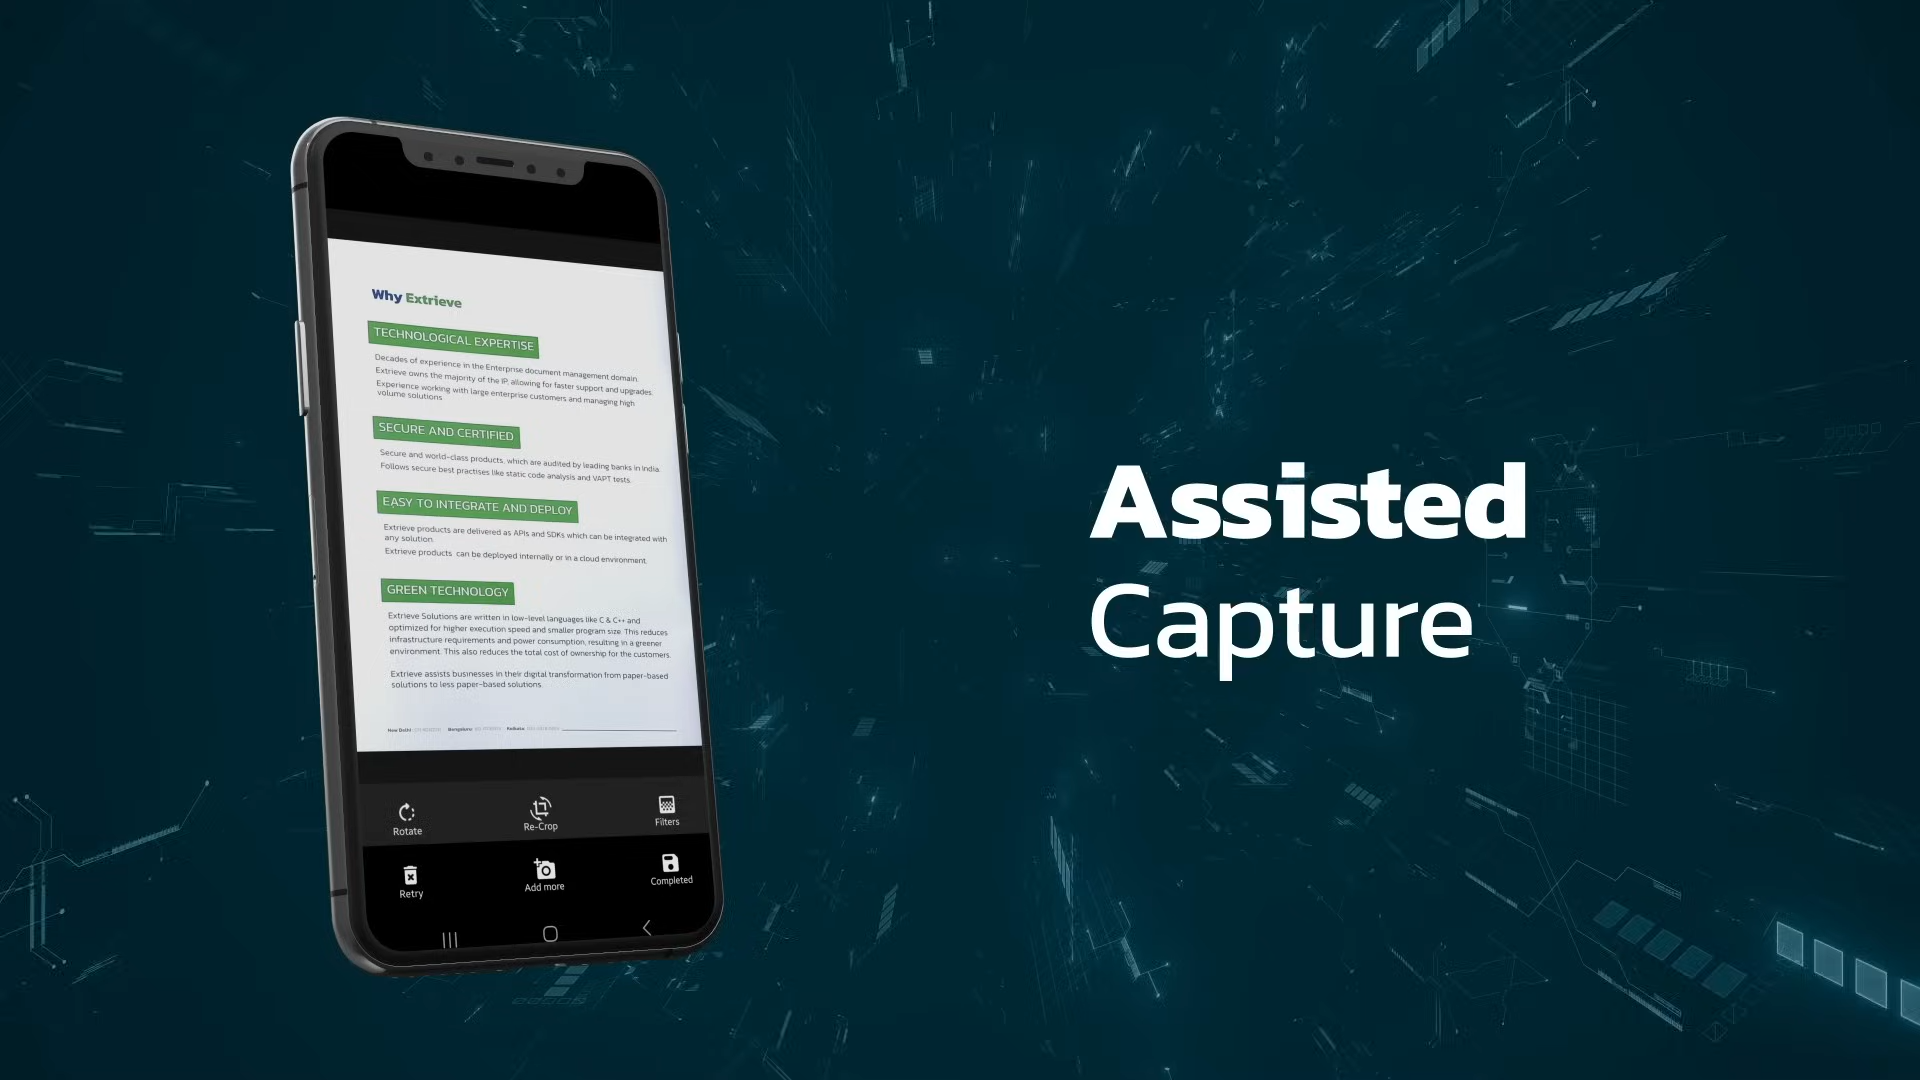 Why Extrieve
TECHNOLOGICAL EXPERTISE
Decades of experience in the Enterprise document management domain.
Extrieve owns the majority of the IP, allowing for faster support and upgrades.
Experience working with large enterprise customers and managing high
volume solutions
SECURE AND CERTIFIED
Secure and world-class products, which are audited by leading banks in India.
Follows secure best practises like static code analysis and VAPT tests.
EASY TO INTEGRATE AND DEPLOY
Extrieve products are delivered as APIs and SDKs which can be integrated with
any solution.
Extrieve products can be deployed internally or in a cloud environment.
GREEN TECHNOLOGY
Extrieve Solutions are written in low-level languages like C & C++ and
optimized for higher execution speed and smaller program size. This reduces
infrastructure requirements and power consumption, resulting in a greener
environment. This also reduces the total cost of ownership for the customers.
Extrieve assists businesses in their digital transformation from paper-based
solutions to less paper-based solutions.
New Delhi Bangaluru: Kolkata:
Rotate Re-Crop Filters
Retry Add more Completed
Assisted
Capture